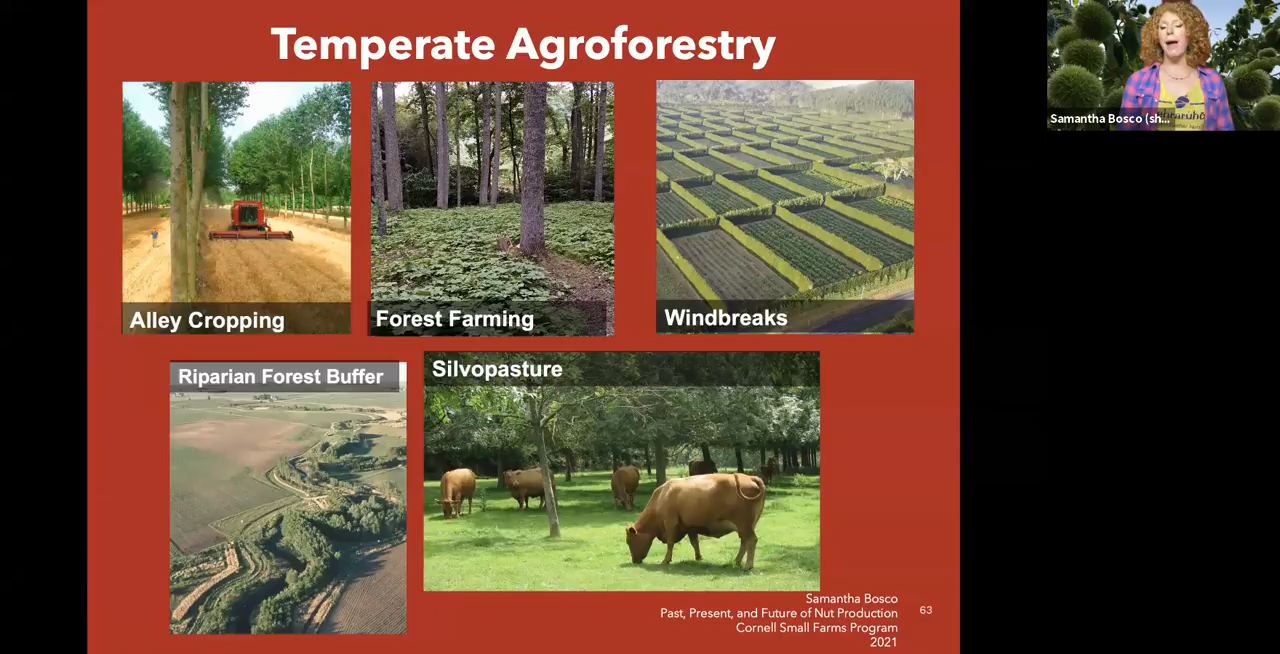 Temperate Agroforestry
Samantha Bosco (sh...
Alley Cropping
Forest Farming
Windbreaks
Riparian Forest Buffer
Silvopasture
Samantha Bosco
Past, Present, and Future of Nut Production
63
Cornell Small Farms Program
2021